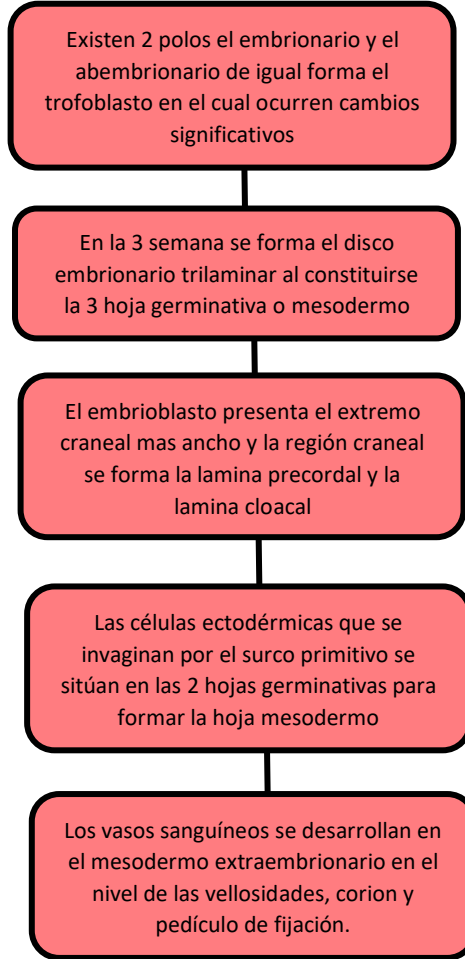 Existen 2 polos el embrionario y el
abembrionario de igual forma el
trofoblasto en el cual ocurren cambios
significativos
En la 3 semana se forma el disco
embrionario trilaminar al constituirse
la 3 hoja germinativa o mesodermo
El embrioblasto presenta el extremo
craneal mas ancho y la región craneal
se forma la lamina precordal y la
lamina cloacal
Las células ectodérmicas que se
invaginan por el surco primitivo se
sitúan en las 2 hojas germinativas para
formar la hoja mesodermo
Los vasos sanguíneos se desarrollan en
el mesodermo extraembrionario en el
nivel de las vellosidades, corion y
pedículo de fijación.